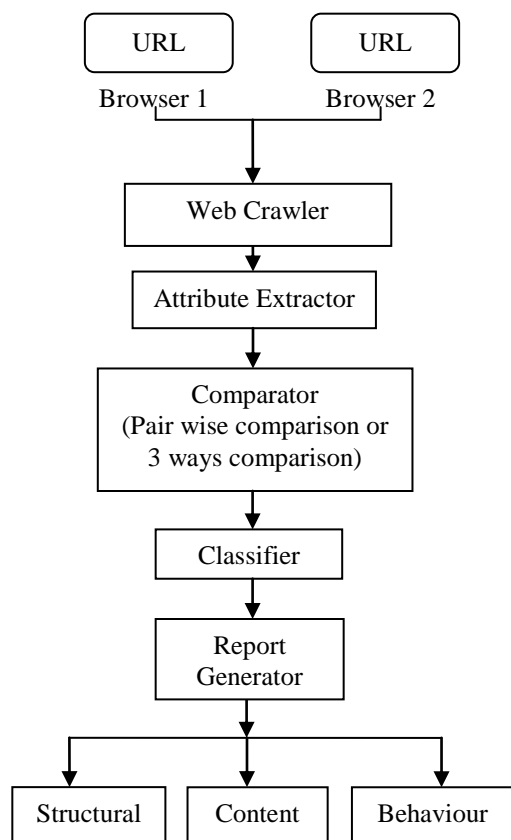 URL
URL
Browser 1
Browser 2
Web Crawler
Attribute Extractor
Comparator
(Pair wise comparison or
3 ways comparison)
Classifier
Report
Generator
Structural
Content
Behaviour